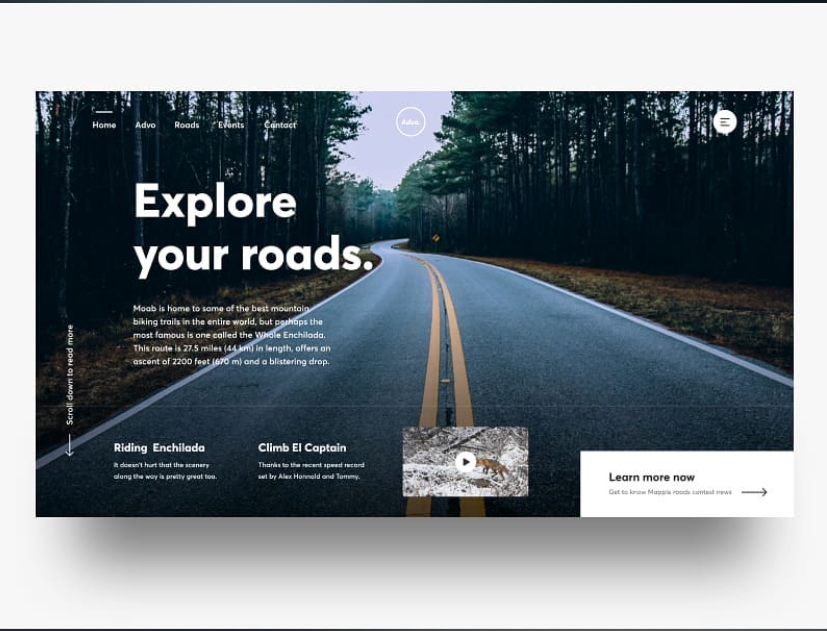 Home Advo Roads Events Contact
Advo.
Explore
your roads.
Moab is home to some of the best mountain
biking trails in the entire world, but perhaps the
most famous is one called the Whole Enchilada.
This route is 27.5 miles (44 km) in length, offers an
ascent of 2200 feet (670 m) and a blistering drop.
Scroll down to read more
Riding Enchilada
It doesn't hurt that the scenery
along the way is pretty great too.
Climb El Captain
Thanks to the recent speed record
set by Alex Honnold and Tommy.
Learn more now
Get to know Mappis roads contest news